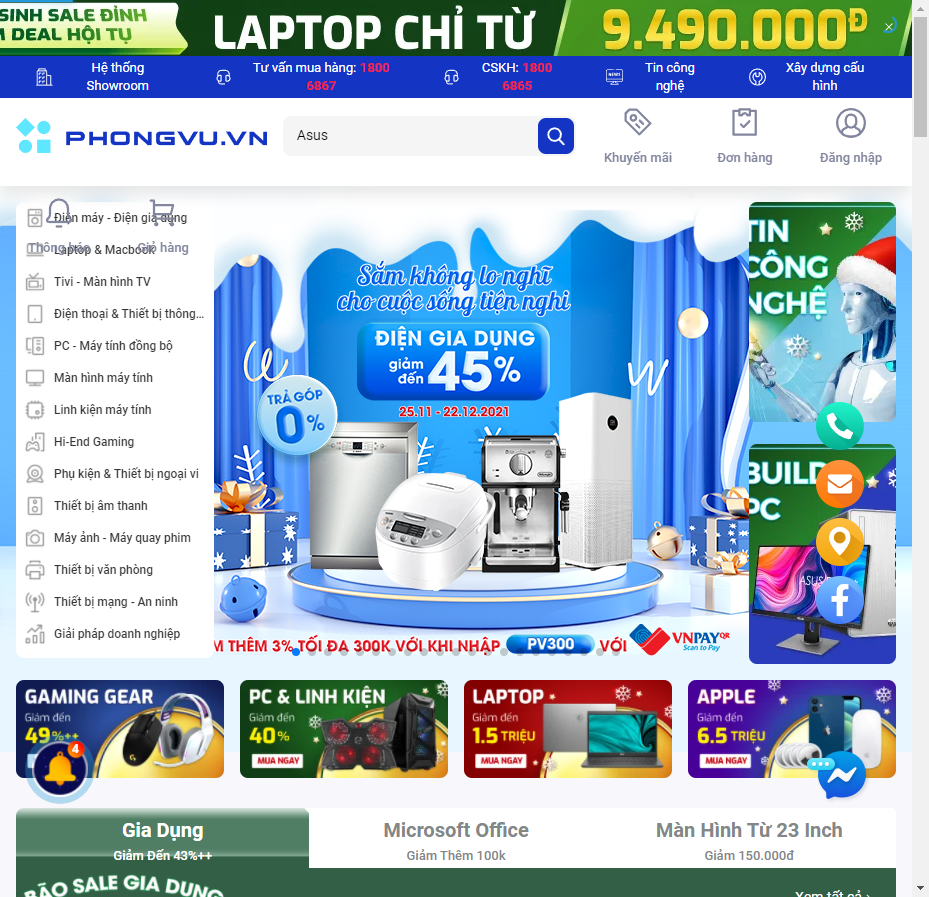 SINH SALE ĐỈNH
M DEAL HỘI TỤ
LAPTOP CHỈ TỪ
9.490.000Đ
Hệ thống
Showroom
Tư vấn mua hàng: 1800
6867
CSKH: 1800
6865
Tin công
nghệ
Xây dựng cấu
hình
PHONGVU.VN
Asus
Khuyến mãi
Đơn hàng
Đăng nhập
Thông báo
Giỏ hàng
Điện máy - Điện gia dụng
Laptop & Macbook
Tivi - Màn hình TV
Điện thoại & Thiết bị thông...
PC - Máy tính đồng bộ
Màn hình máy tính
Linh kiện máy tính
Hi-End Gaming
Phụ kiện & Thiết bị ngoại vi
Thiết bị âm thanh
Máy ảnh - Máy quay phim
Thiết bị văn phòng
Thiết bị mạng - An ninh
Giải pháp doanh nghiệp
Sắm không lo nghĩ
cho cuộc sống tiện nghi
ĐIỆN GIA DỤNG
giảm
đến
45%
25.11 - 22.12.2021
TRẢ GÓP
0%
M THÊM 3% TỐI ĐA 300K VỚI KHI NHẬP PV300 VỚI VNPAYQR
Scan to Pay
TIN
CÔNG
NGHỆ
BUILD
PC
GAMING GEAR
Giảm đến
49%++
4
PC & LINH KIỆN
Giảm đến
40%
MUA NGAY
LAPTOP
Giảm đến
1.5 TRIỆU
MUA NGAY
APPLE
Giảm đến
6.5 TRIỆU
MUA NGAY
Gia Dụng
Giảm Đến 43%++
Microsoft Office
Giảm Thêm 100k
Màn Hình Từ 23 Inch
Giảm 150.000đ
BÃO SALE GIA DỤNG
Xem tất cả ›